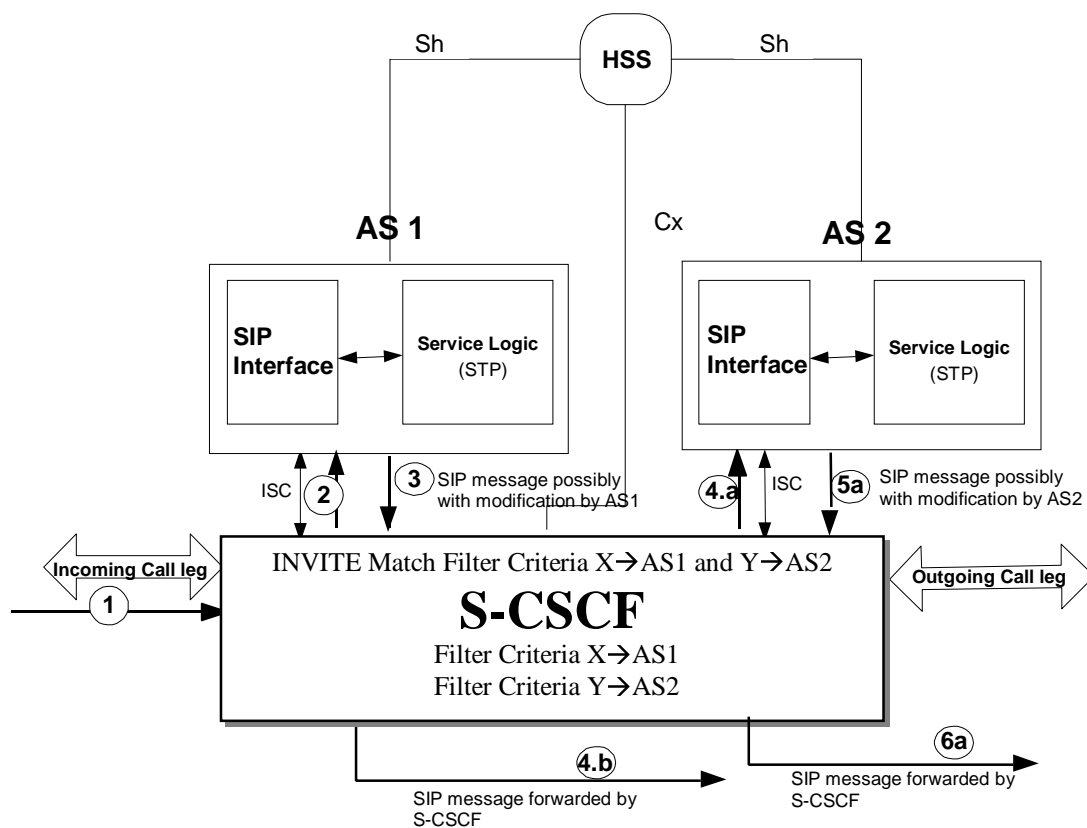 Sh
HSS
Sh
Cx
AS 1
AS 2
SIP
Interface
Service Logic
(STP)
SIP
Interface
Service Logic
(STP)
ISC
2
3
SIP message possibly
with modification by AS1
4.a
ISC
5a
SIP message possibly
with modification by AS2
Incoming Call leg
1
INVITE Match Filter Criteria X→AS1 and Y→AS2
S-CSCF
Filter Criteria X→AS1
Filter Criteria Y→AS2
Outgoing Call leg
4.b
SIP message forwarded by
S-CSCF
6a
SIP message forwarded by
S-CSCF